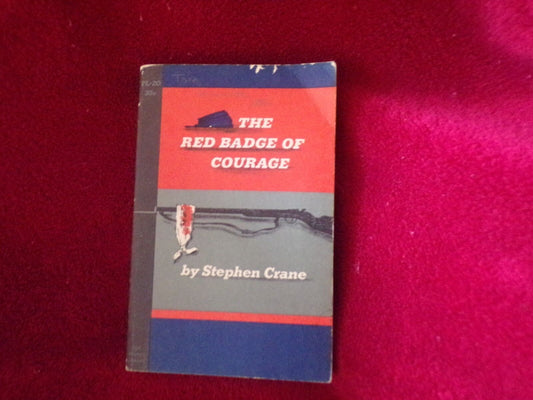 THE
RED BADGE OF
COURAGE
by Stephen Crane